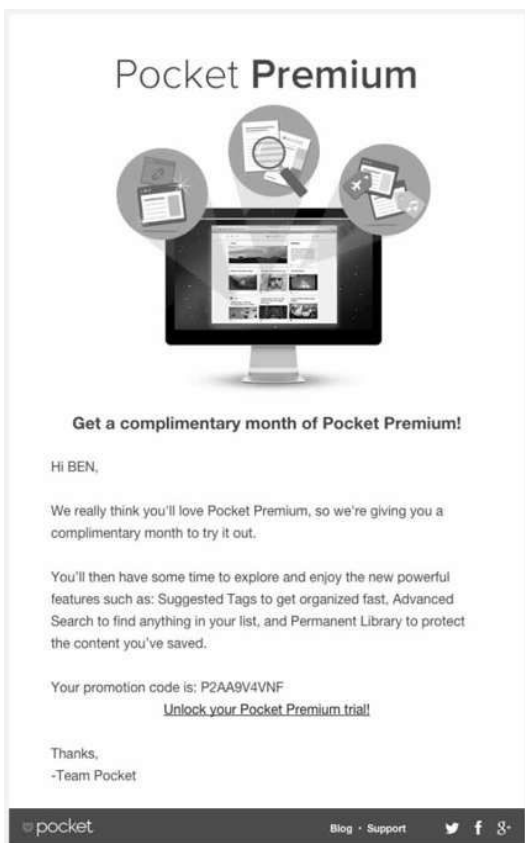 Pocket Premium
Get a complimentary month of Pocket Premium!
Hi BEN,
We really think you'll love Pocket Premium, so we're giving you a
complimentary month to try it out.
You'll then have some time to explore and enjoy the new powerful
features such as: Suggested Tags to get organized fast, Advanced
Search to find anything in your list, and Permanent Library to protect
the content you've saved.
Your promotion code is: P2AA9V4VNF
Unlock your Pocket Premium trial!
Thanks,
-Team Pocket
pocket Blog · Support